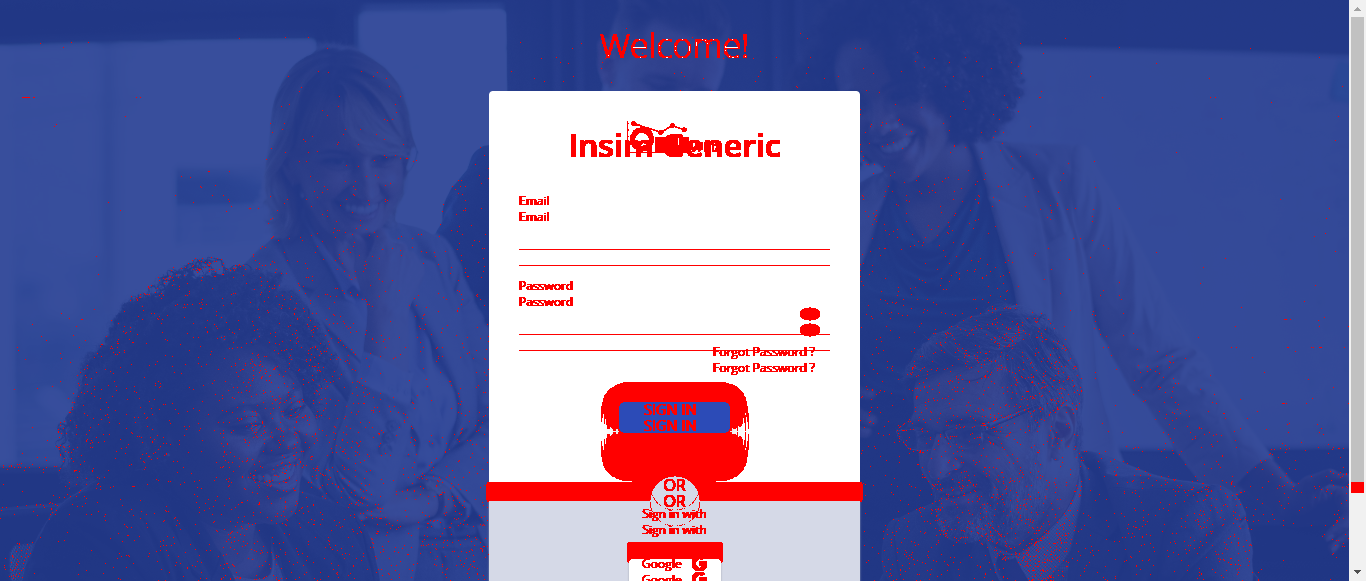 Welcome!
Insim Generic
Email
Email
Password
Password
Forgot Password ?
Forgot Password ?
SIGN IN
SIGN IN
OR
OR
Sign in with
Sign in with
Google
Google